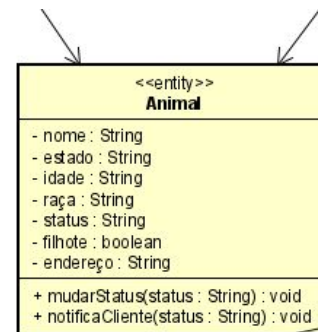 <<entity>>
Animal
- nome : String
- estado : String
- idade : String
- raça : String
- status : String
- filhote : boolean
- endereço : String
+ mudarStatus(status : String) : void
+ notificaCliente(status : String) : void